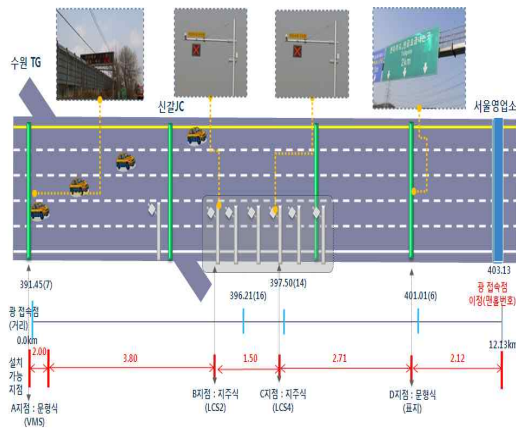 수원 TG
신갈JC
서울영업소
403.13
391.45(7)
396.21(16)
397.50(14)
401.01(6)
광 접속점
이정(맨홀번호)
광 접속점
(거리)
0.0km
12.13km
설치
가능
지점
2.00
3.80
1.50
2.71
2.12
A지점 : 문형식
(VMS)
B지점 : 지주식
(LCS2)
C지점 : 지주식
(LCS4)
D지점 : 문형식
(표지)
2km